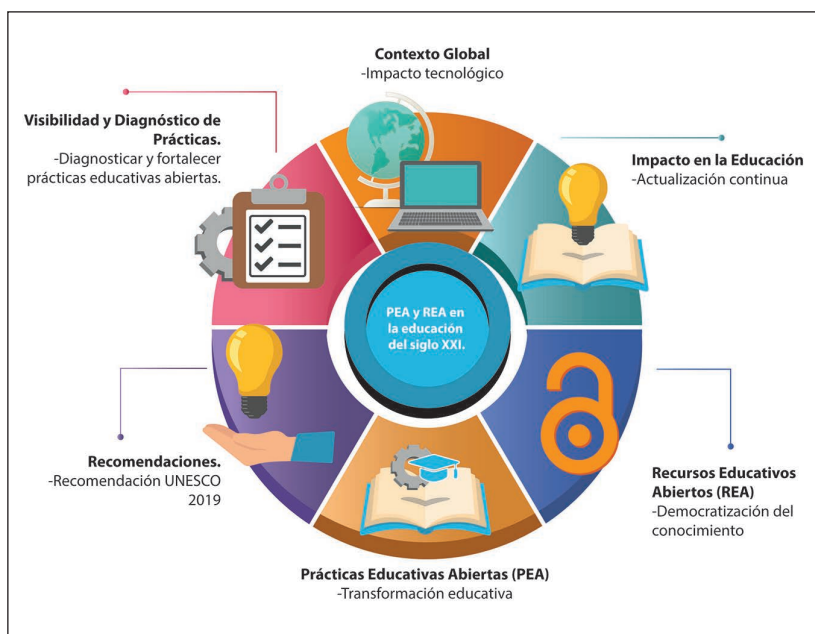 Contexto Global
-Impacto tecnológico
Visibilidad y Diagnóstico de
Prácticas.
-Diagnosticar y fortalecer
prácticas educativas abiertas.
Impacto en la Educación
-Actualización continua
PEA y REA en
la educación
del siglo XXI.
Recomendaciones.
-Recomendación UNESCO
2019
Recursos Educativos
Abiertos (REA)
-Democratización del
conocimiento
Prácticas Educativas Abiertas (PEA)
-Transformación educativa